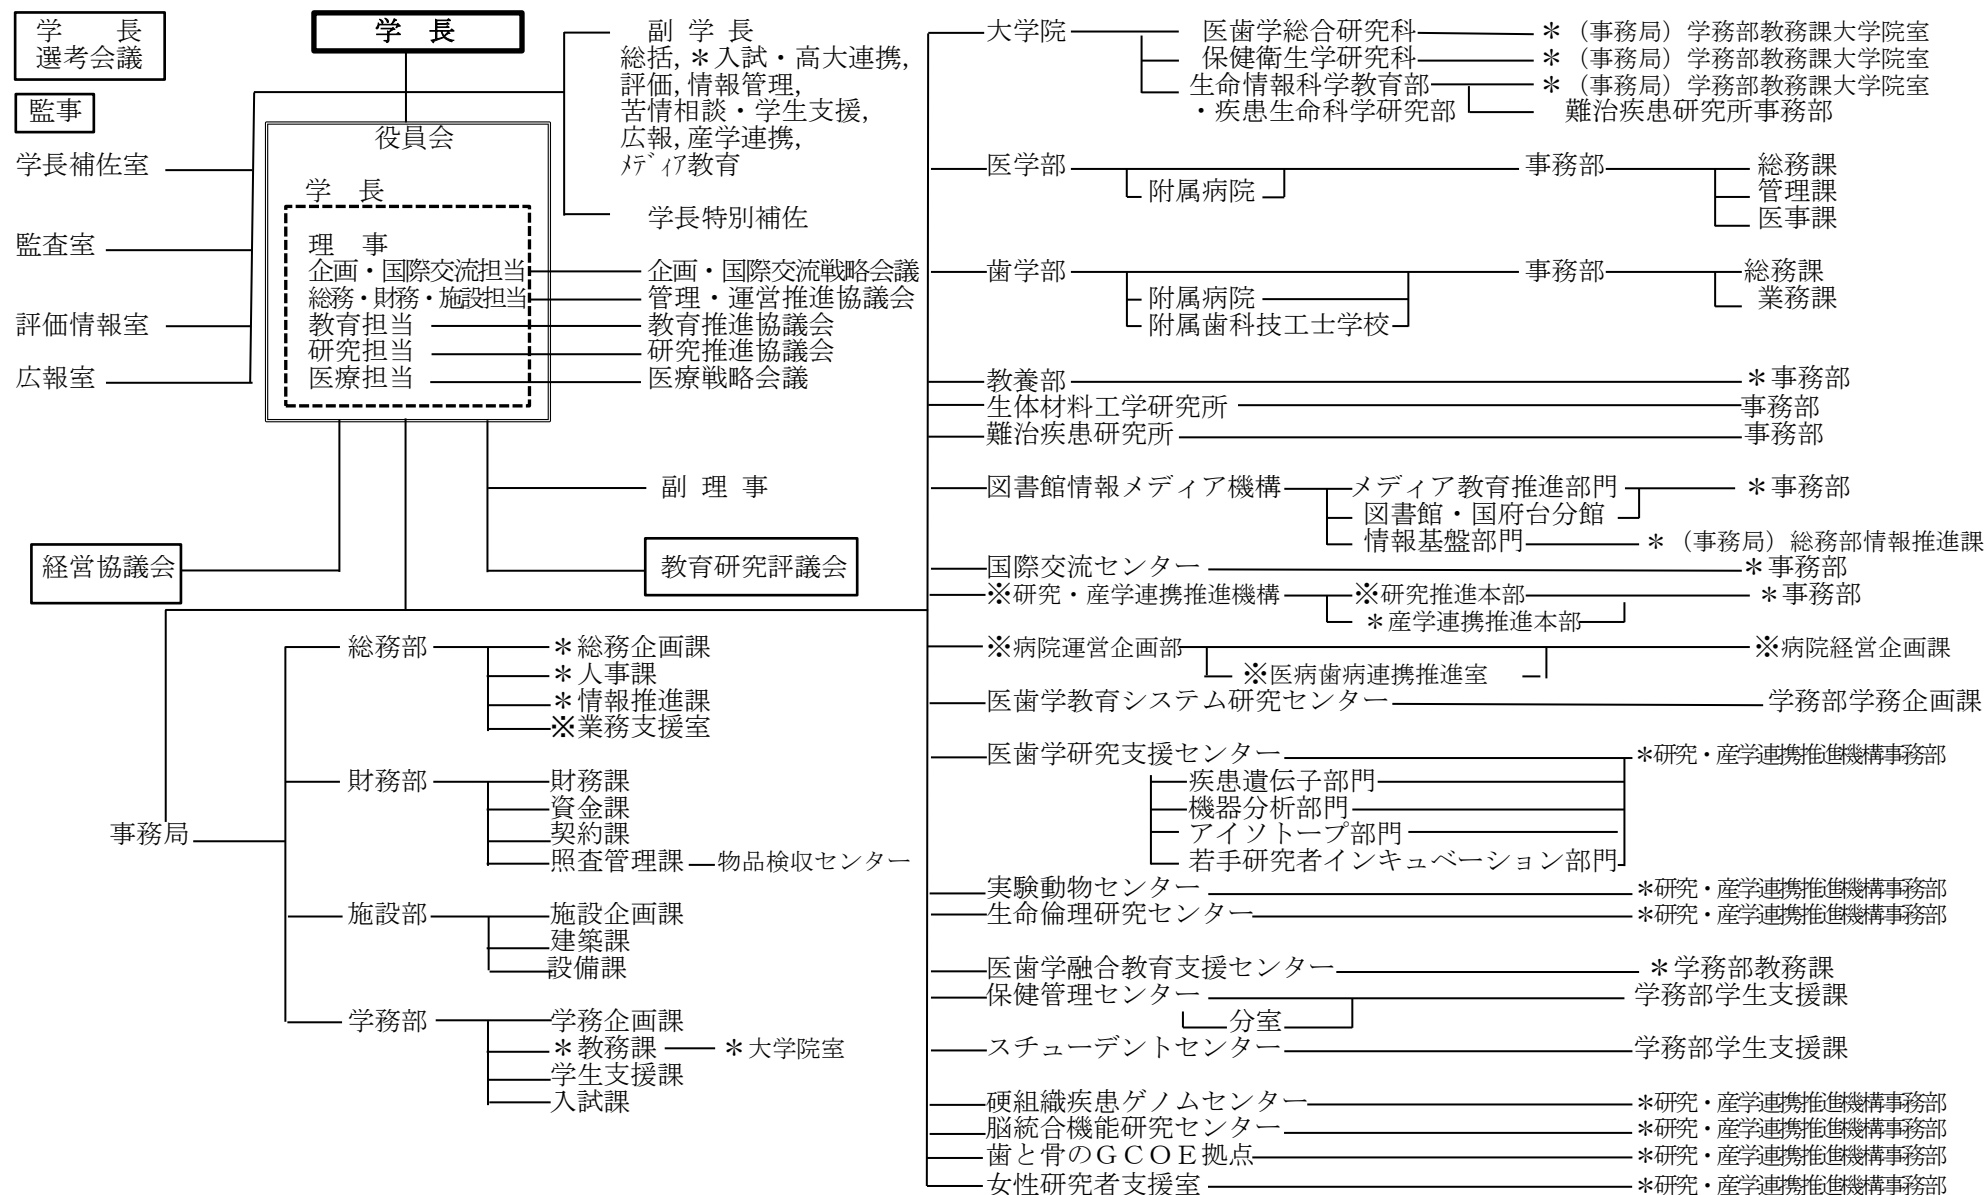 学 長
選考会議
監事
学 長
副 学 長
総括, ＊入試・高大連携,
評価, 情報管理,
苦情相談・学生支援,
広報, 産学連携,
ﾒﾃﾞｨｱ教育
学長特別補佐
学長補佐室
監査室
評価情報室
広報室
役員会
学 長
理 事
企画・国際交流担当
総務・財務・施設担当
教育担当
研究担当
医療担当
企画・国際交流戦略会議
管理・運営推進協議会
教育推進協議会
研究推進協議会
医療戦略会議
副 理 事
経営協議会
教育研究評議会
事務局
総務部
＊総務企画課
＊人事課
＊情報推進課
※業務支援室
財務部
財務課
資金課
契約課
照査管理課
物品検収センター
施設部
施設企画課
建築課
設備課
学務部
学務企画課
＊教務課
＊大学院室
学生支援課
入試課
大学院
医歯学総合研究科
＊（事務局）学務部教務課大学院室
保健衛生学研究科
＊（事務局）学務部教務課大学院室
生命情報科学教育部
＊（事務局）学務部教務課大学院室
・疾患生命科学研究部
難治疾患研究所事務部
医学部
附属病院
事務部
総務課
管理課
医事課
歯学部
附属病院
附属歯科技工士学校
事務部
総務課
業務課
教養部
＊事務部
生体材料工学研究所
事務部
難治疾患研究所
事務部
図書館情報メディア機構
メディア教育推進部門
＊事務部
図書館・国府台分館
情報基盤部門
＊（事務局）総務部情報推進課
国際交流センター
＊事務部
※研究・産学連携推進機構
※研究推進本部
＊事務部
＊産学連携推進本部
※病院運営企画部
※病院経営企画課
※医病歯病連携推進室
医歯学教育システム研究センター
学務部学務企画課
医歯学研究支援センター
＊研究・産学連携推進機構事務部
疾患遺伝子部門
機器分析部門
アイソトープ部門
若手研究者インキュベーション部門
実験動物センター
＊研究・産学連携推進機構事務部
生命倫理研究センター
＊研究・産学連携推進機構事務部
医歯学融合教育支援センター
＊学務部教務課
保健管理センター
学務部学生支援課
分室
スチューデントセンター
学務部学生支援課
硬組織疾患ゲノムセンター
＊研究・産学連携推進機構事務部
脳統合機能研究センター
＊研究・産学連携推進機構事務部
歯と骨のＧＣＯＥ拠点
＊研究・産学連携推進機構事務部
女性研究者支援室
＊研究・産学連携推進機構事務部